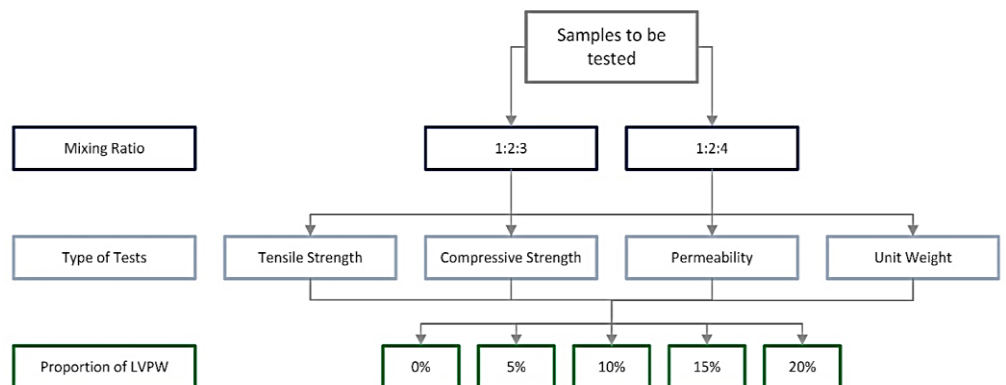 Samples to be
tested
Mixing Ratio
1:2:3
1:2:4
Type of Tests
Tensile Strength
Compressive Strength
Permeability
Unit Weight
Proportion of LVPW
0%
5%
10%
15%
20%